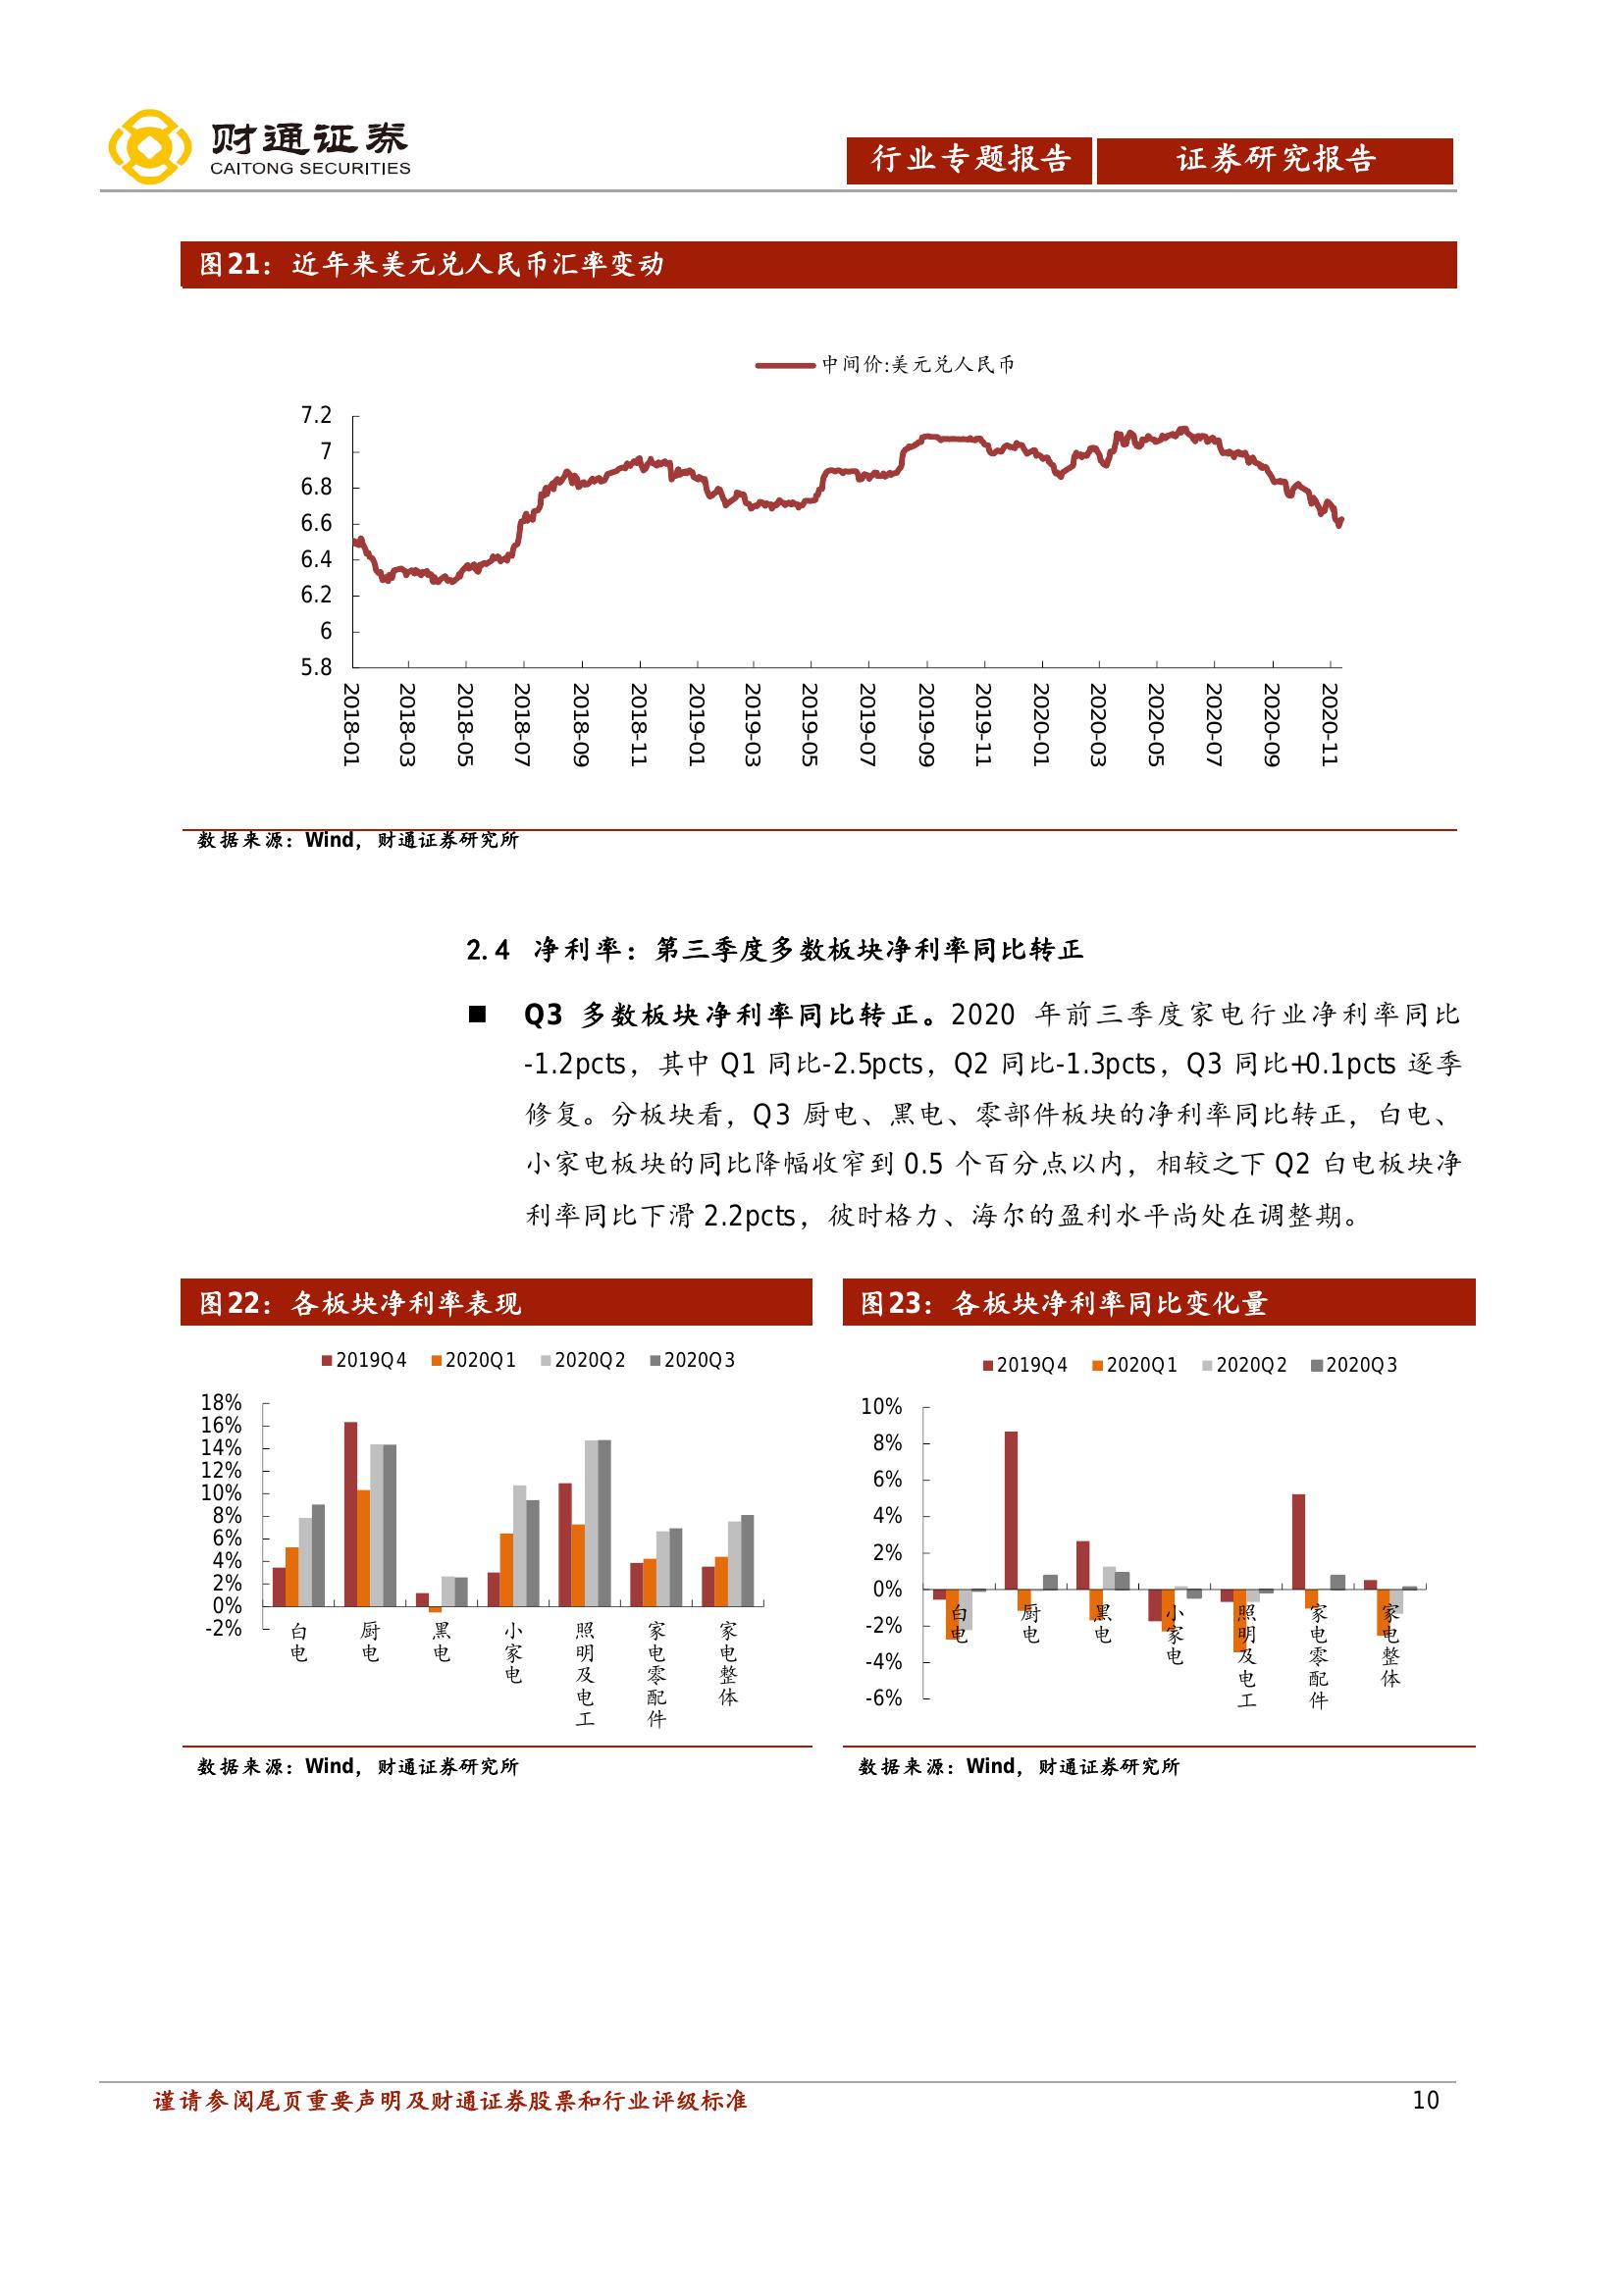 财通证券
CAITONG SECURITIES
行业专题报告
证券研究报告
图21：近年来美元兑人民币汇率变动
中间价:美元兑人民币
7.2
7
6.8
6.6
6.4
6.2
6
5.8
2018-01
2018-03
2018-05
2018-07
2018-09
2018-11
2019-01
2019-03
2019-05
2019-07
2019-09
2019-11
2020-01
2020-03
2020-05
2020-07
2020-09
2020-11
数据来源：Wind，财通证券研究所
2.4 净利率：第三季度多数板块净利率同比转正
■ Q3 多数板块净利率同比转正。2020 年前三季度家电行业净利率同比
-1.2pcts，其中 Q1 同比-2.5pcts，Q2 同比-1.3pcts，Q3 同比+0.1pcts 逐季
修复。分板块看，Q3 厨电、黑电、零部件板块的净利率同比转正，白电、
小家电板块的同比降幅收窄到 0.5 个百分点以内，相较之下 Q2 白电板块净
利率同比下滑 2.2pcts，彼时格力、海尔的盈利水平尚处在调整期。
图22：各板块净利率表现
2019Q4 2020Q1 2020Q2 2020Q3
18%
16%
14%
12%
10%
8%
6%
4%
2%
0%
-2%
白电
厨电
黑电
小家电
照明及电工
家电零配件
家电整体
数据来源：Wind，财通证券研究所
图23：各板块净利率同比变化量
2019Q4 2020Q1 2020Q2 2020Q3
10%
8%
6%
4%
2%
0%
-2%
-4%
-6%
白电
厨电
黑电
小家电
照明及电工
家电零配件
家电整体
数据来源：Wind，财通证券研究所
谨请参阅尾页重要声明及财通证券股票和行业评级标准
10